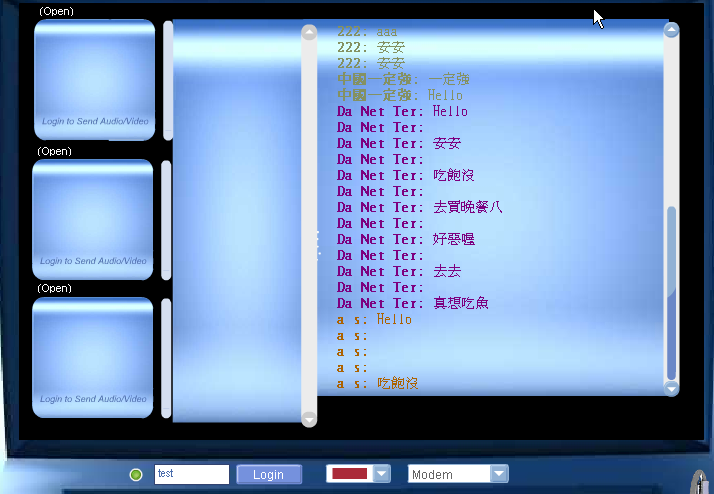 (Open)
Login to Send Audio/Video
(Open)
Login to Send Audio/Video
(Open)
Login to Send Audio/Video
222: aaa
222: 安安
222: 安安
中國一定強: 一定強
中國一定強: Hello
Da Net Ter: Hello
Da Net Ter:
Da Net Ter: 安安
Da Net Ter:
Da Net Ter: 吃飽沒
Da Net Ter:
Da Net Ter: 去買晚餐八
Da Net Ter:
Da Net Ter: 好惡喔
Da Net Ter:
Da Net Ter: 去去
Da Net Ter:
Da Net Ter: 真想吃魚
a s: Hello
a s:
a s:
a s:
a s: 吃飽沒
test
Login
Modem